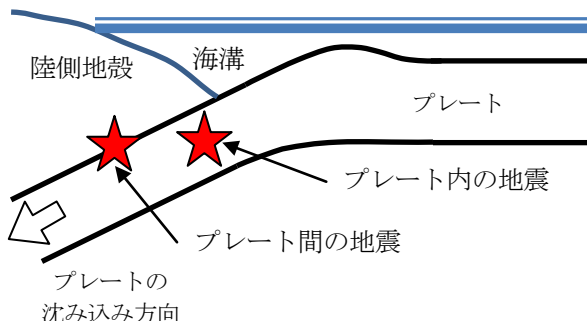 海溝
陸側地殻
プレート
プレート内の地震
プレート間の地震
プレートの
沈み込み方向